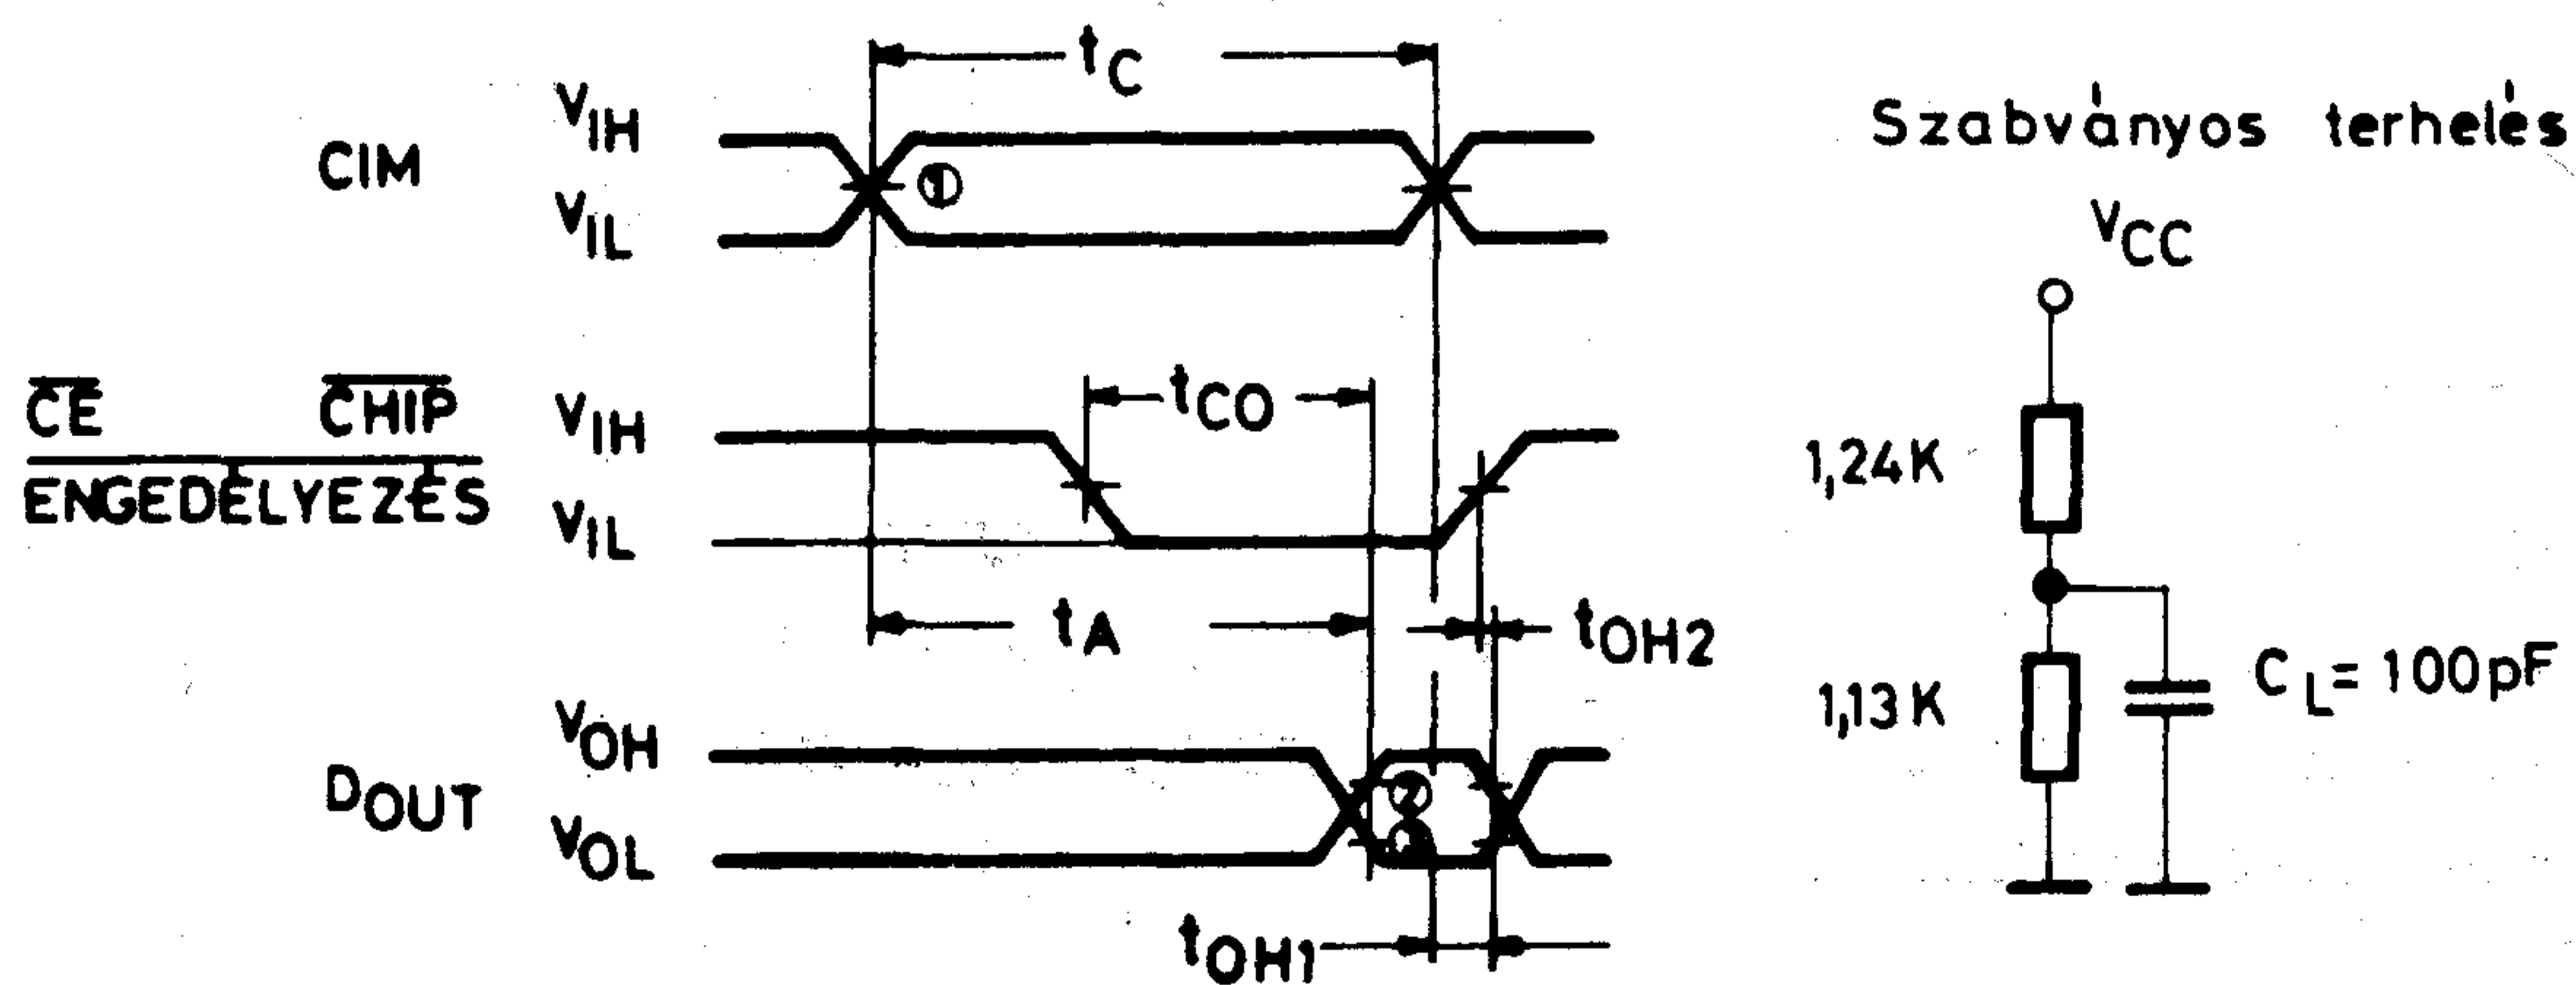 tC
CIM
VIH
VIL
①
CE CHIP
ENGEDÉLYEZÉS
VIH
VIL
tCO
tA
tOH2
DOUT
VOH
VOL
②
tOH1
Szabványos terhelés
VCC
1,24K
1,13K
CL= 100pF